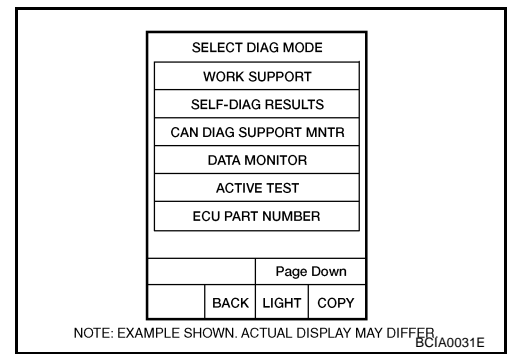 SELECT DIAG MODE
WORK SUPPORT
SELF-DIAG RESULTS
CAN DIAG SUPPORT MNTR
DATA MONITOR
ACTIVE TEST
ECU PART NUMBER
Page Down
BACK LIGHT COPY
NOTE: EXAMPLE SHOWN. ACTUAL DISPLAY MAY DIFFER.
BCIA0031E